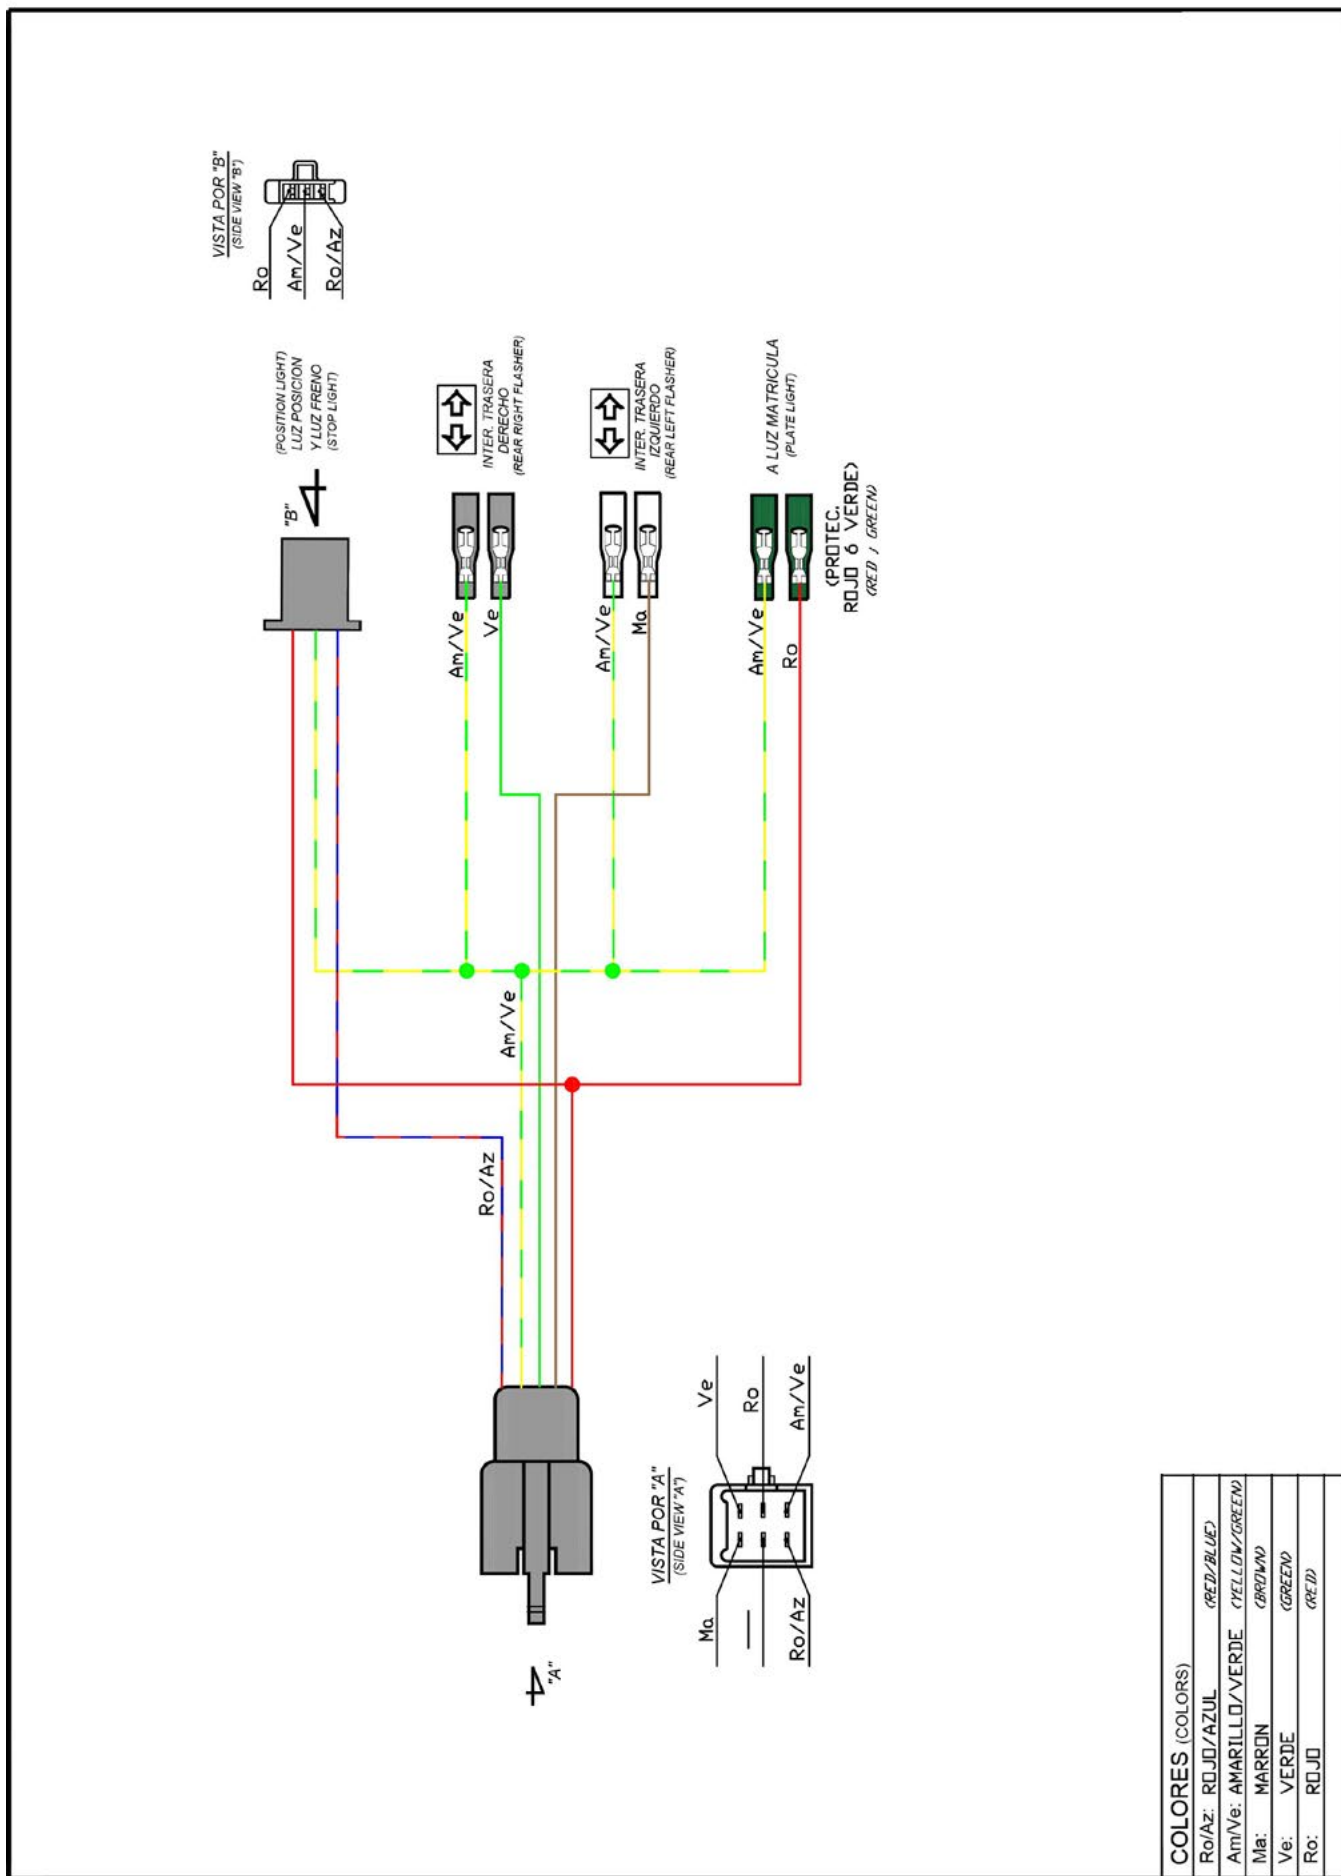 VISTA POR "B"
(SIDE VIEW "B")
Ro
Am/Ve
Ro/Az
(POSITION LIGHT)
LUZ POSICION
Y LUZ FRENO
(STOP LIGHT)
"B"
INTER. TRASERA
DERECHO
(REAR RIGHT FLASHER)
INTER. TRASERA
IZQUIERDO
(REAR LEFT FLASHER)
A LUZ MATRICULA
(PLATE LIGHT)
(PROTEC.
ROJO 6 VERDE)
(RED / GREEN)
Am/Ve
Ve
Am/Ve
Ma
Am/Ve
Ro
Am/Ve
Ro/Az
"A"
VISTA POR "A"
(SIDE VIEW "A")
Ve
Ro
Am/Ve
Ma
Ro/Az
COLORES (COLORS)
Ro/Az: ROJO/AZUL (RED/BLUE)
Am/Ve: AMARILLO/VERDE (YELLOW/GREEN)
Ma: MARRON (BROWN)
Ve: VERDE (GREEN)
Ro: ROJO (RED)